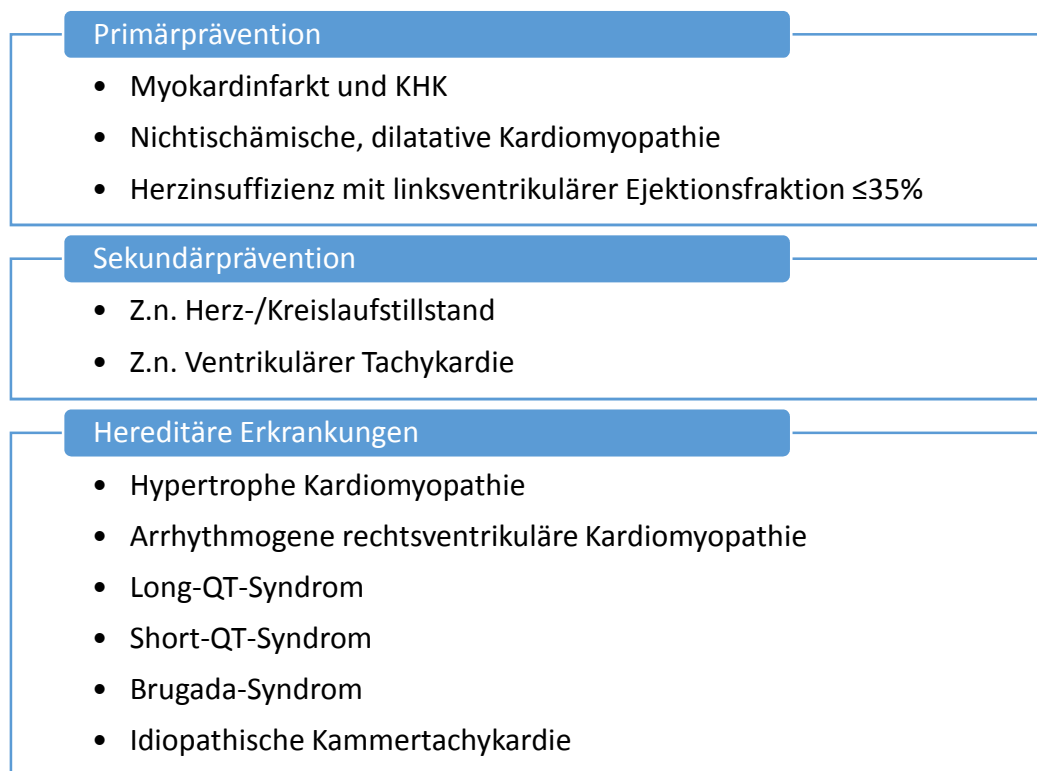 Primärprävention
• Myokardinfarkt und KHK
• Nichtischämische, dilatative Kardiomyopathie
• Herzinsuffizienz mit linksventrikulärer Ejektionsfraktion ≤35%
Sekundärprävention
• Z.n. Herz-/Kreislaufstillstand
• Z.n. Ventrikulärer Tachykardie
Hereditäre Erkrankungen
• Hypertrophe Kardiomyopathie
• Arrhythmogene rechtsventrikuläre Kardiomyopathie
• Long-QT-Syndrom
• Short-QT-Syndrom
• Brugada-Syndrom
• Idiopathische Kammertachykardie